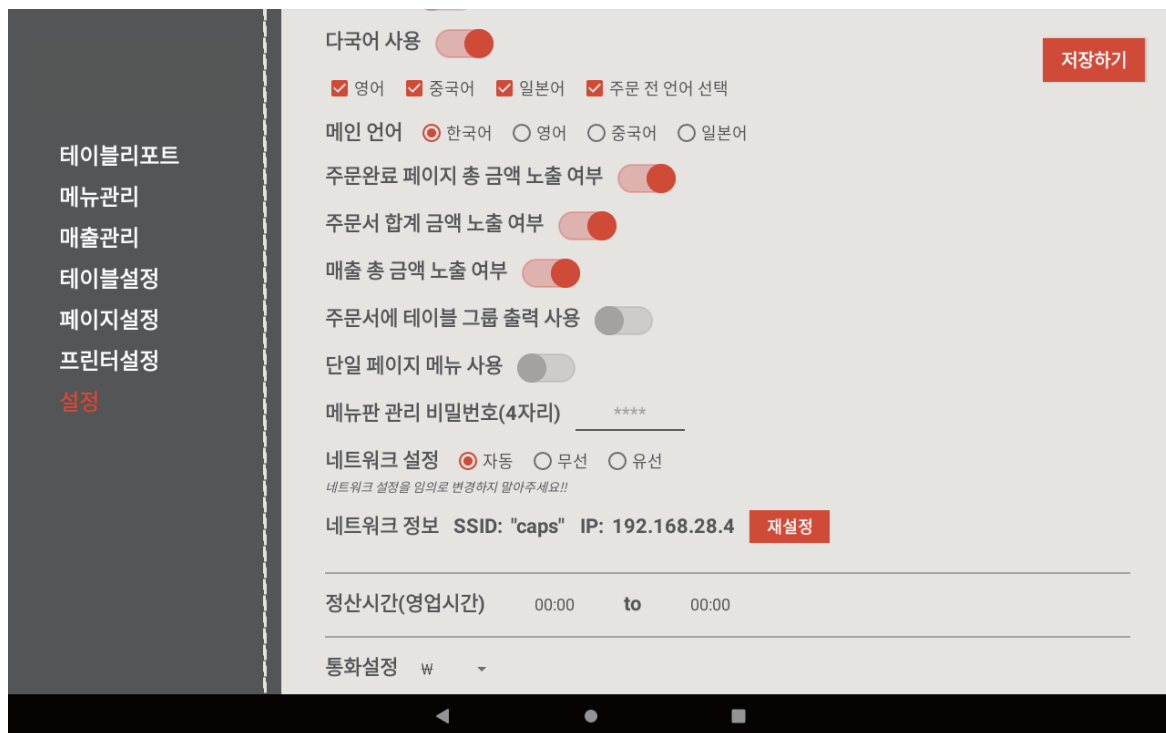 테이블리포트
메뉴관리
매출관리
테이블설정
페이지설정
프린터설정
설정
다국어 사용
저장하기
영어 중국어 일본어 주문 전 언어 선택
메인 언어 한국어 영어 중국어 일본어
주문완료 페이지 총 금액 노출 여부
주문서 합계 금액 노출 여부
매출 총 금액 노출 여부
주문서에 테이블 그룹 출력 사용
단일 페이지 메뉴 사용
메뉴판 관리 비밀번호(4자리) ****
네트워크 설정 자동 무선 유선
네트워크 설정을 임의로 변경하지 말아주세요!!
네트워크 정보 SSID: "caps" IP: 192.168.28.4 재설정
정산시간(영업시간) 00:00 to 00:00
통화설정 ₩